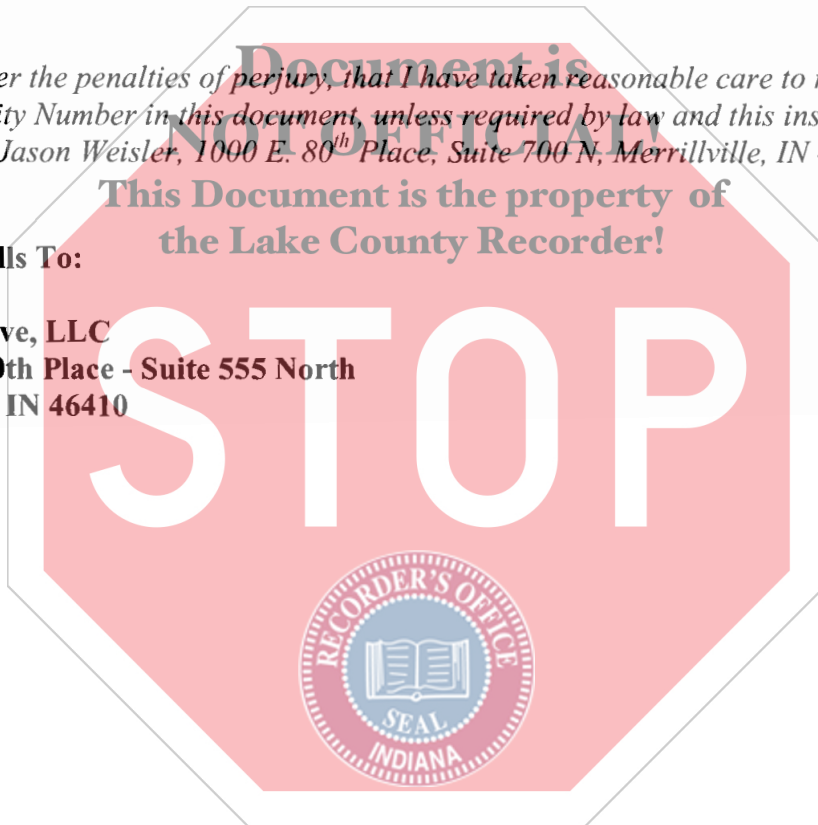 Document is
er the penalties of perjury, that I have taken reasonable care to
ity Number in this document, unless required by law and this ins
NOT OFFICIAL!
Jason Weisler, 1000 E. 80th Place, Suite 700 N, Merrillville, IN
This Document is the property of
the Lake County Recorder!
lls To:
ve, LLC
th Place - Suite 555 North
IN 46410
STOP
RECORDER'S OFFICE
SEAL
INDIANA